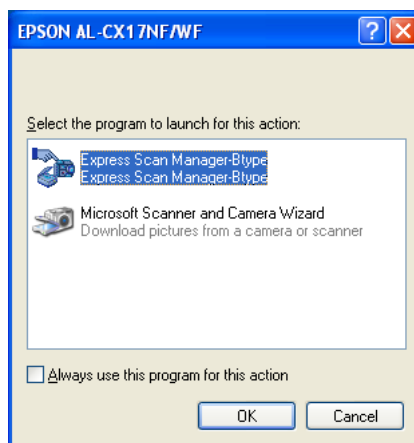 EPSON AL-CX17NF/WF
Select the program to launch for this action:
Express Scan Manager-Btype
Express Scan Manager-Btype
Microsoft Scanner and Camera Wizard
Download pictures from a camera or scanner
Always use this program for this action
OK
Cancel